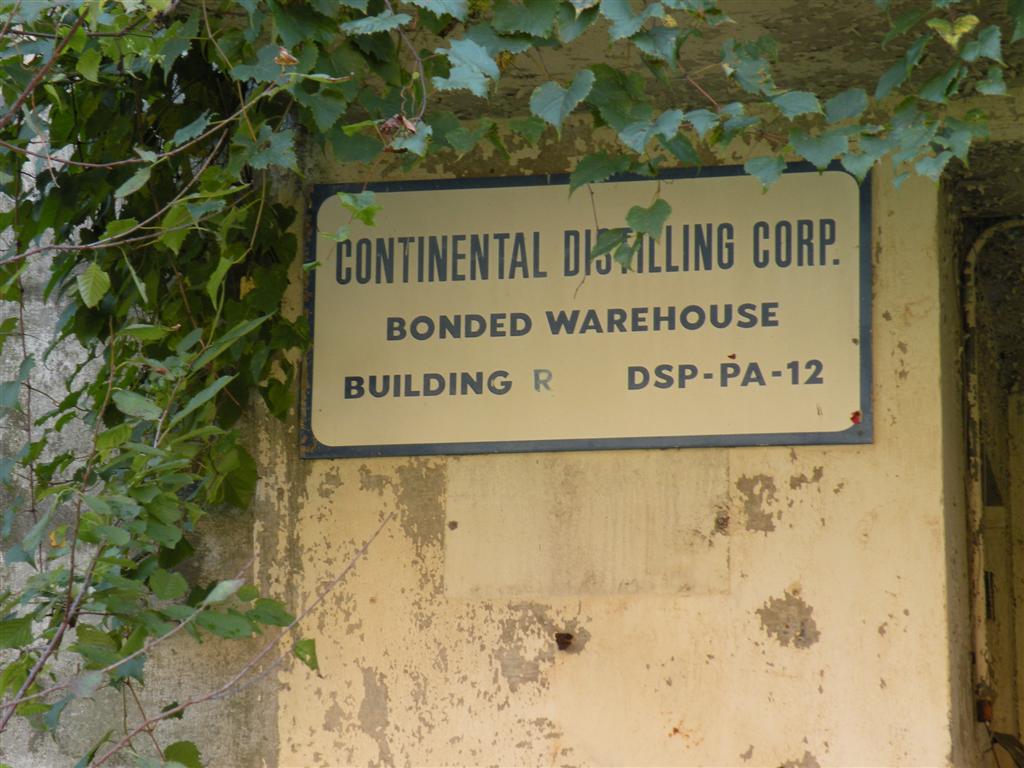 CONTINENTAL DISTILLING CORP.
BONDED WAREHOUSE
BUILDING R DSP-PA-12